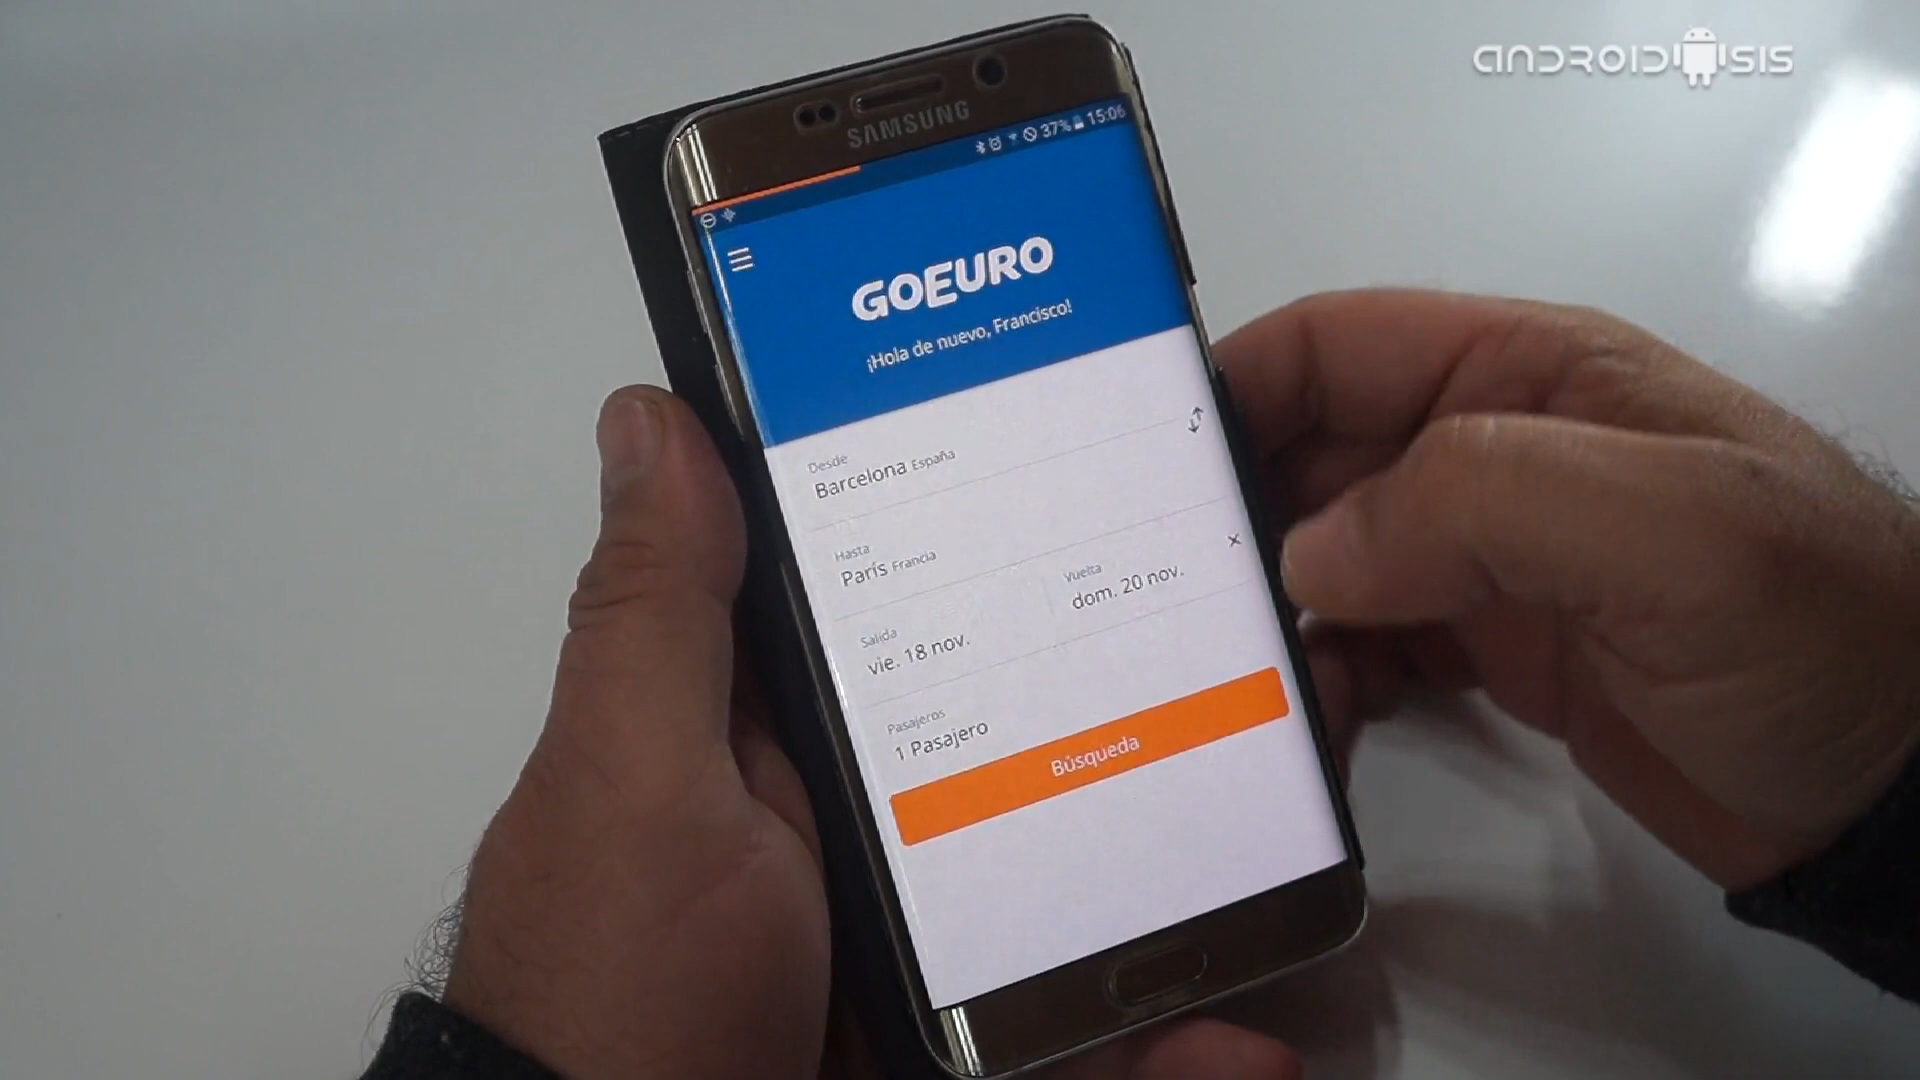 ANDROIDSIS
SAMSUNG
37% 15:06
GOEURO
¡Hola de nuevo, Francisco!
Desde
Barcelona España
Hasta
París Francia
Salida
vie. 18 nov.
Vuelta
dom. 20 nov.
Pasajeros
1 Pasajero
Búsqueda